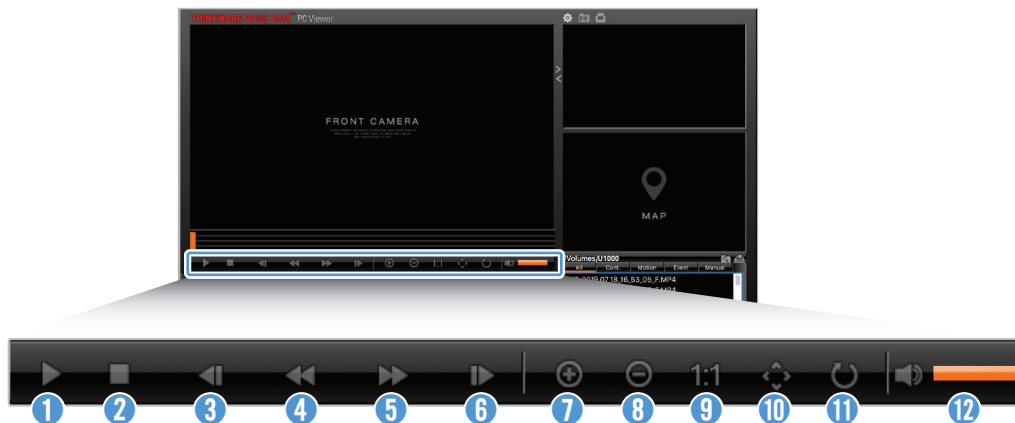 THINKWARE DASH CAM™ PC Viewer
FRONT CAMERA
MAP
/Volumes/U1000
All Cont. Motion Event Manual
1:1
1:1
1 2 3 4 5 6 7 8 9 10 11 12